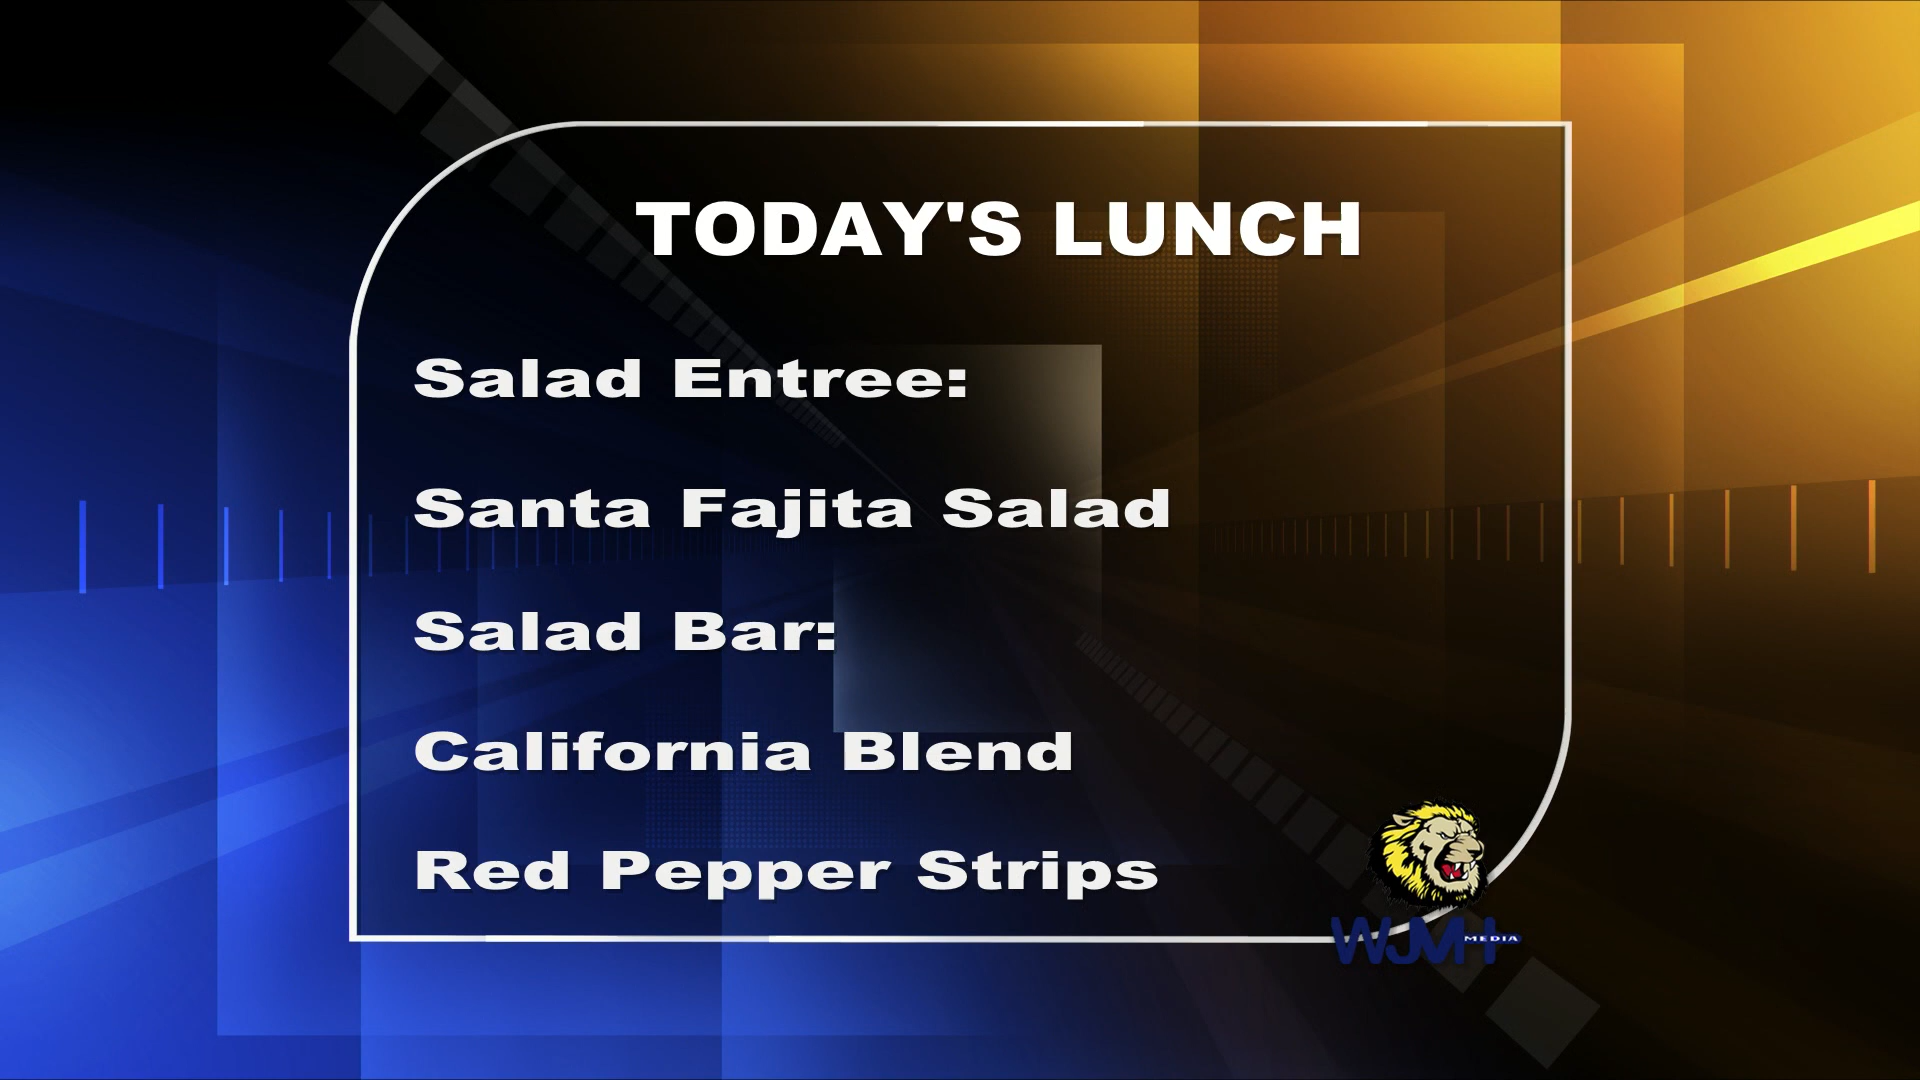 TODAY'S LUNCH
Salad Entree:
Santa Fajita Salad
Salad Bar:
California Blend
Red Pepper Strips
WJMH
MEDIA